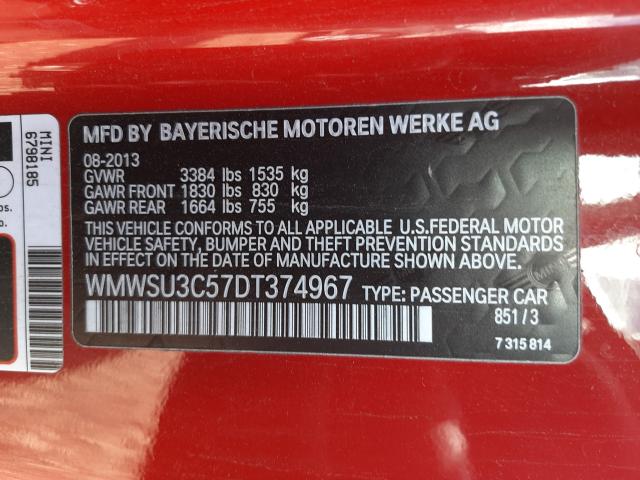 MFD BY BAYERISCHE MOTOREN WERKE AG
08-2013
GVWR 3384 lbs 1535 kg
GAWR FRONT 1830 lbs 830 kg
GAWR REAR 1664 lbs 755 kg
THIS VEHICLE CONFORMS TO ALL APPLICABLE U.S.FEDERAL MOTOR
VEHICLE SAFETY, BUMPER AND THEFT PREVENTION STANDARDS
IN EFFECT ON THE DATE OF MANUFACTURE SHOWN ABOVE.
WMWSU3C57DT374967 TYPE: PASSENGER CAR
851/3
7 315 814
MINI
6798185